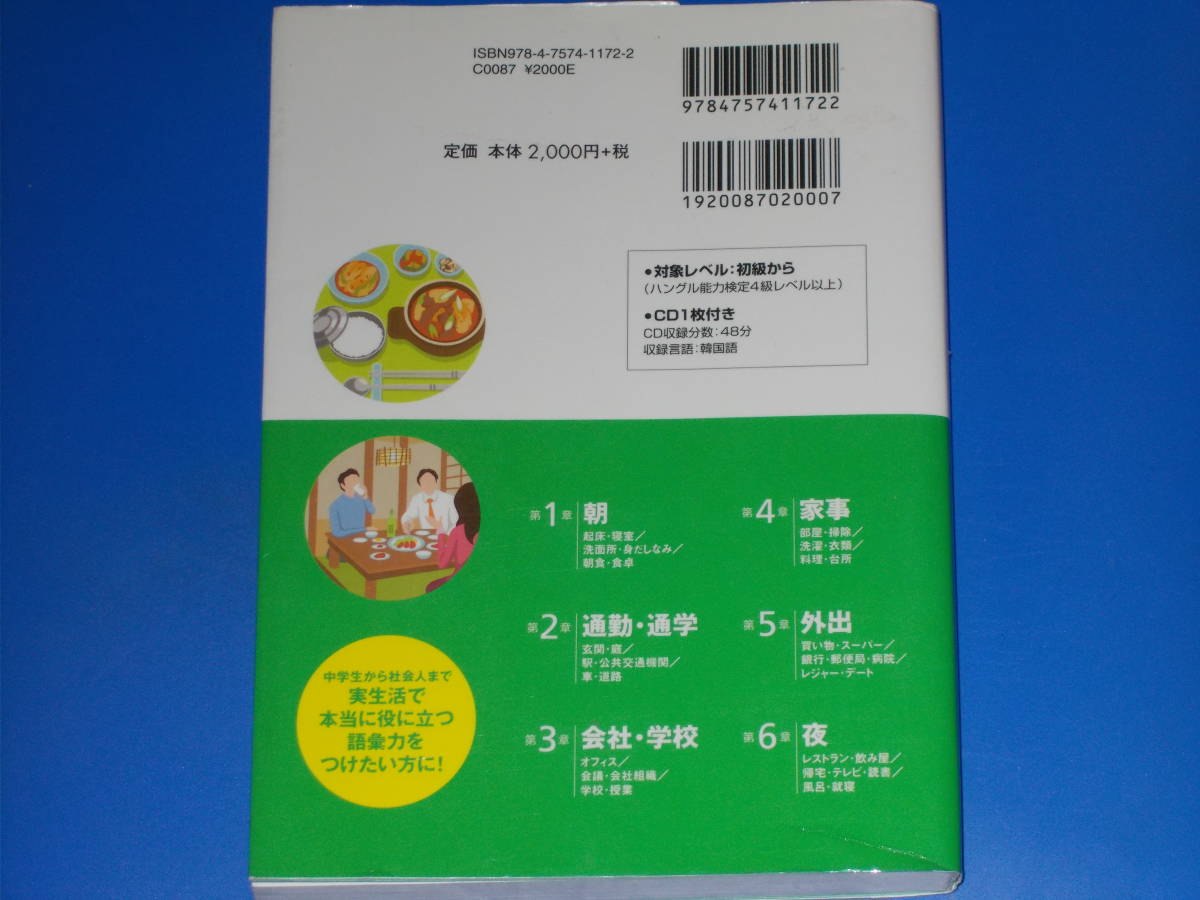 ISBN978-4-7574-1172-2
C0087 ¥2000E
9784757411722
定価 本体 2,000円+税
1920087020007
●対象レベル：初級から
（ハングル能力検定4級レベル以上）
●CD1枚付き
CD収録分数：48分
収録言語：韓国語
第1章 朝
起床・寝室／
洗面所・身だしなみ／
朝食・食卓
第2章 通勤・通学
玄関・庭／
駅・公共交通機関／
車・道路
第3章 会社・学校
オフィス／
会議・会社組織／
学校・授業
第4章 家事
部屋・掃除／
洗濯・衣類／
料理・台所
第5章 外出
買い物・スーパー／
銀行・郵便局・病院／
レジャー・デート
第6章 夜
レストラン・飲み屋／
帰宅・テレビ・読書／
風呂・就寝
中学生から社会人まで
実生活で
本当に役に立つ
語彙力を
つけたい方に！